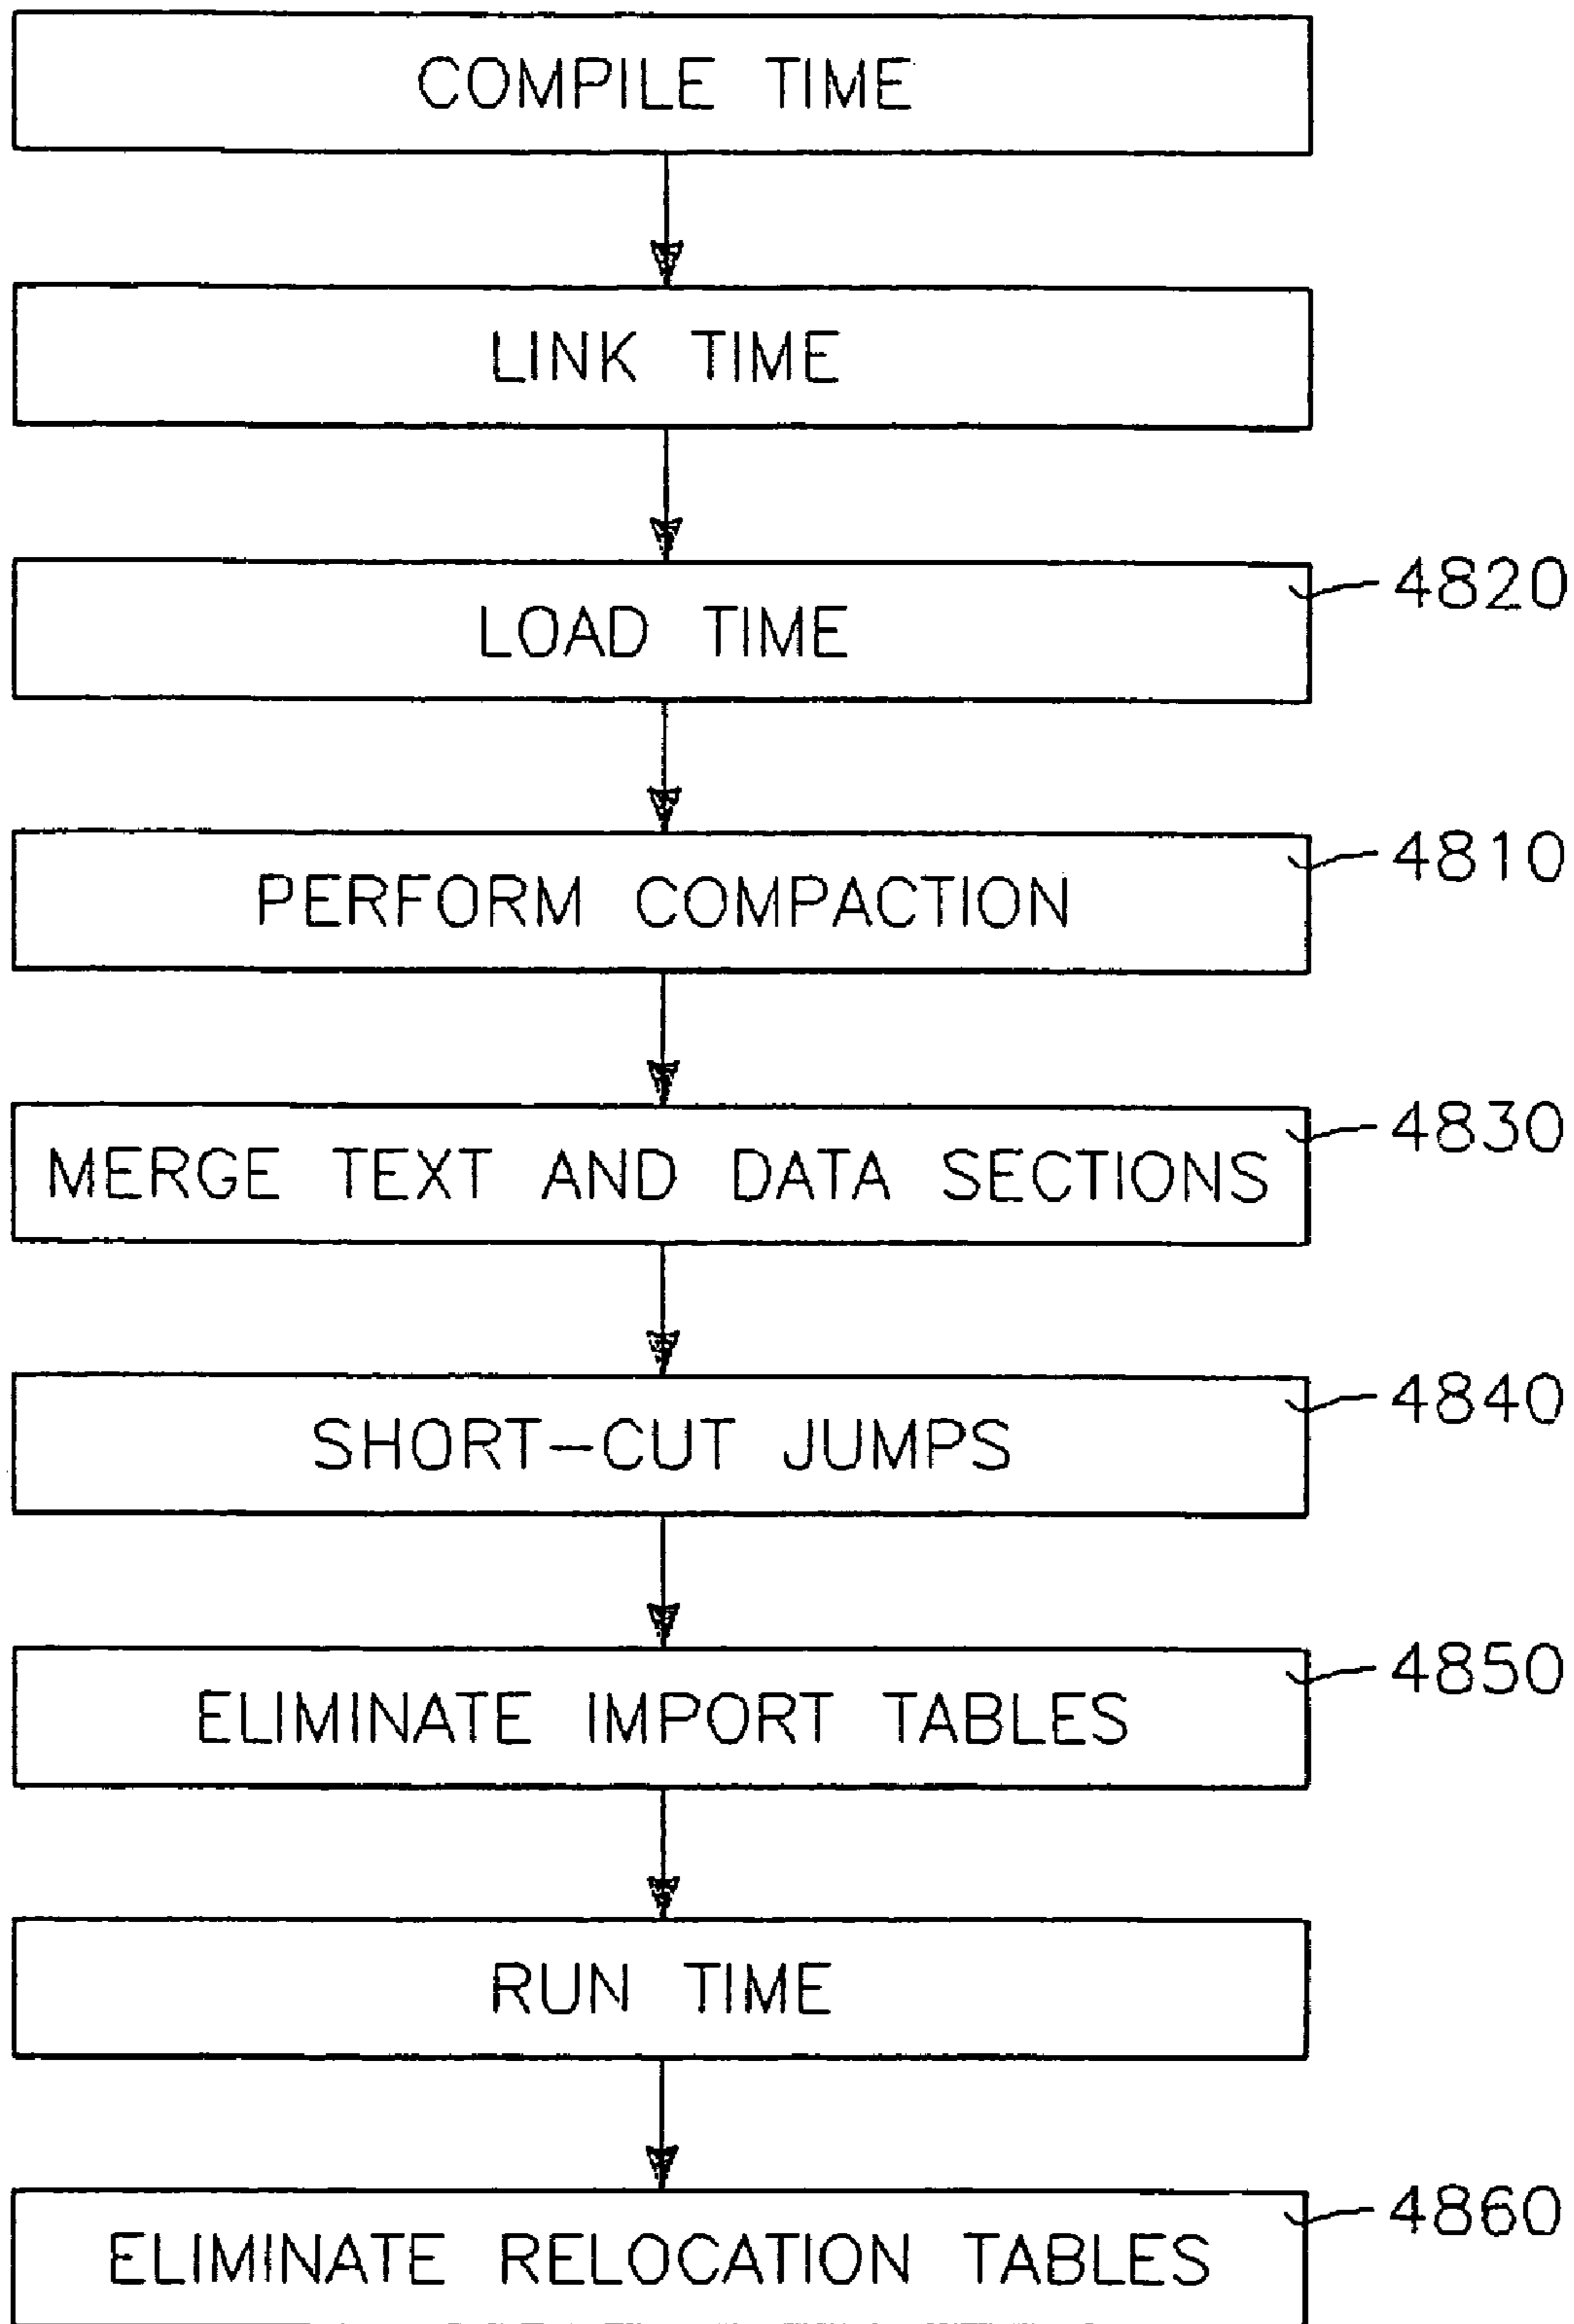 COMPILE TIME
LINK TIME
4820
LOAD TIME
4810
PERFORM COMPACTION
4830
MERGE TEXT AND DATA SECTIONS
4840
SHORT-CUT JUMPS
4850
ELIMINATE IMPORT TABLES
RUN TIME
4860
ELIMINATE RELOCATION TABLES